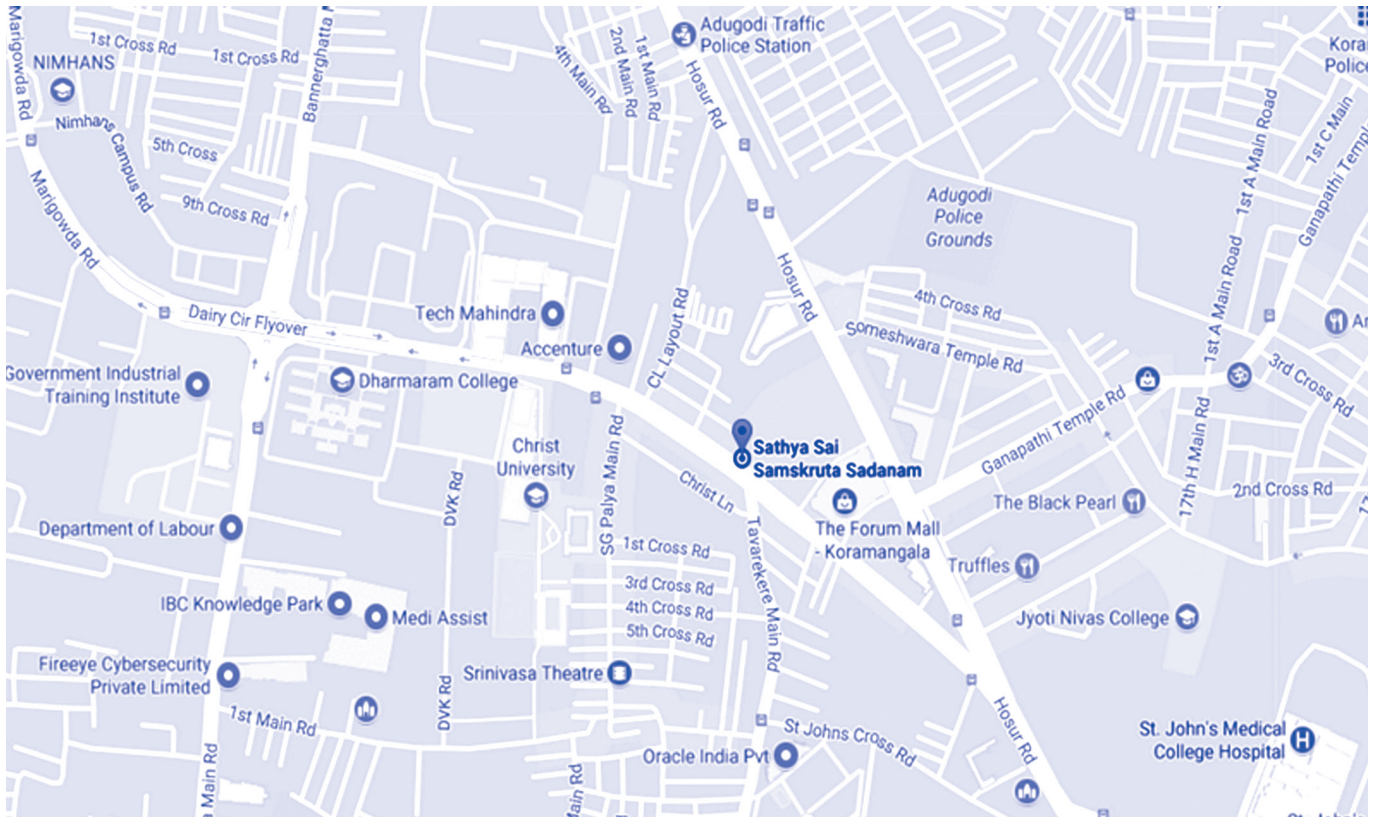 Marigowda Rd
1st Cross Rd
1st Cross Rd
NIMHANS
Nimhans Campus Rd
5th Cross
9th Cross Rd
Marigowda Rd
Bannerghatta
4th Main Rd
2nd Main Rd
1st Main Rd
Adugodi Traffic
Police Station
Hosur Rd
Hosur Rd
Adugodi
Police
Grounds
Police
1st C Main
1st A Main Road
1st A Main Road
Ganapathi
Dairy Cir Flyover
Tech Mahindra
Accenture
CL Layout Rd
4th Cross Rd
Someshwara Temple Rd
3rd Cross Rd
Government Industrial
Training Institute
Dharmaram College
Christ
University
SG Palya Main Rd
Christ Ln
Sathya Sai
Samskruta Sadanam
Ganapathi Temple Rd
17th H Main Rd
2nd Cross Rd
The Black Pearl
The Forum Mall
- Koramangala
Truffles
DVK Rd
Department of Labour
1st Cross Rd
3rd Cross Rd
4th Cross Rd
5th Cross Rd
Tavarekere Main Rd
IBC Knowledge Park
Medi Assist
Jyoti Nivas College
Fireeye Cybersecurity
Private Limited
Srinivasa Theatre
DVK Rd
1st Main Rd
Oracle India Pvt
St Johns Cross Rd
Hosur Rd
St. John's Medical
College Hospital
H
a Main Rd
Main Rd